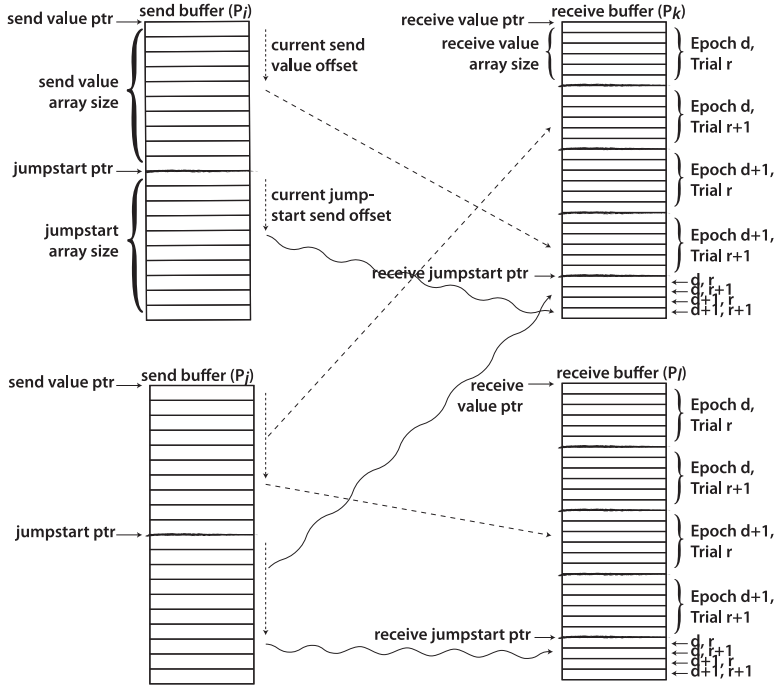 send value ptr
send buffer (Pi)
current send
value offset
send value
array size
jumpstart ptr
current jump-
start send offset
jumpstart
array size
receive value ptr
receive buffer (Pk)
receive value
array size
Epoch d,
Trial r
Epoch d,
Trial r+1
Epoch d+1,
Trial r
Epoch d+1,
Trial r+1
receive jumpstart ptr
d, r
d, r+1
d+1, r
d+1, r+1
send value ptr
send buffer (Pj)
jumpstart ptr
receive buffer (Pl)
receive
value ptr
Epoch d,
Trial r
Epoch d,
Trial r+1
Epoch d+1,
Trial r
Epoch d+1,
Trial r+1
receive jumpstart ptr
d, r
d, r+1
d+1, r
d+1, r+1